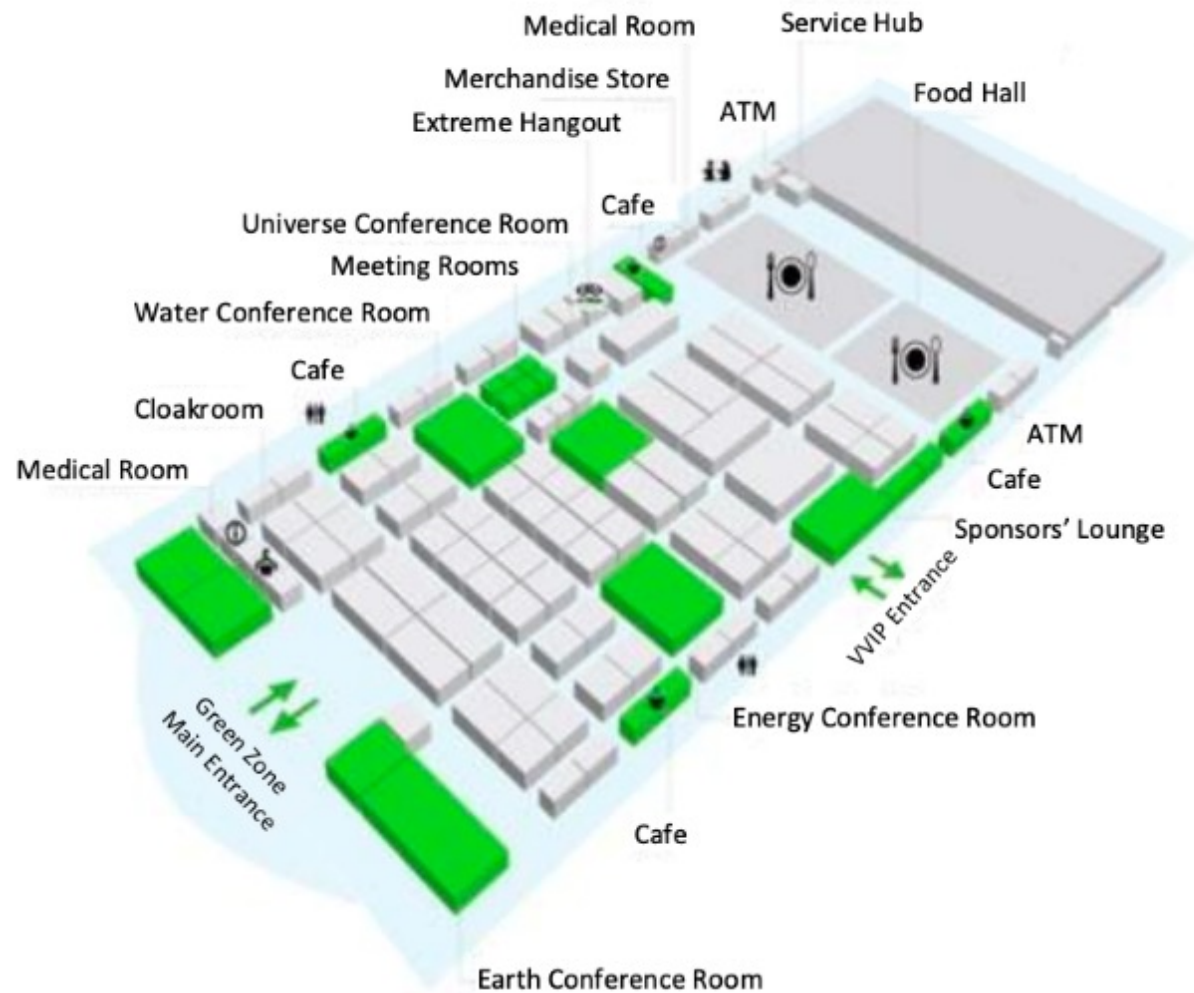 Medical Room
Service Hub
Merchandise Store
Food Hall
Extreme Hangout
ATM
Cafe
Universe Conference Room
Meeting Rooms
Water Conference Room
Cafe
Cloakroom
Medical Room
ATM
Cafe
Sponsors' Lounge
VVIP Entrance
Green Zone
Main Entrance
Energy Conference Room
Cafe
Earth Conference Room